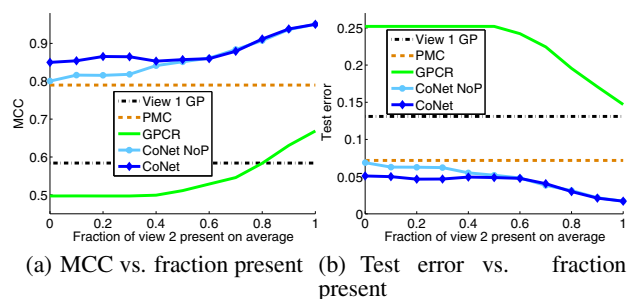 0.9
0.8
0.7
0.6
0.5
MCC
View 1 GP
PMC
GPCR
CoNet NoP
CoNet
0 0.2 0.4 0.6 0.8 1
Fraction of view 2 present on average
0.25
0.2
0.15
0.1
0.05
0
Test error
View 1 GP
PMC
GPCR
CoNet NoP
CoNet
0 0.2 0.4 0.6 0.8 1
Fraction of view 2 present on average
(a) MCC vs. fraction present
(b) Test error vs. fraction
present